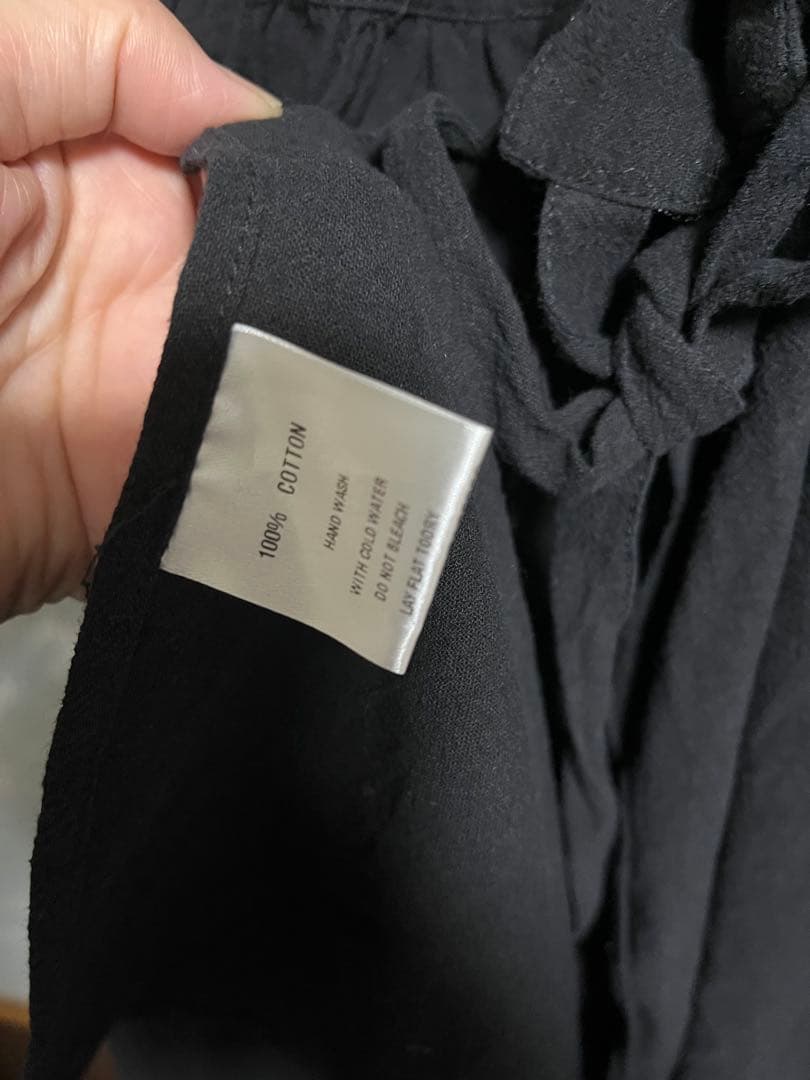 100% COTTON
HAND WASH
WITH COLD WATER
DO NOT BLEACH
LAY FLAT TODRY